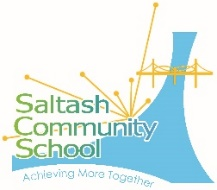 Saltash
Community
School
Achieving More Together